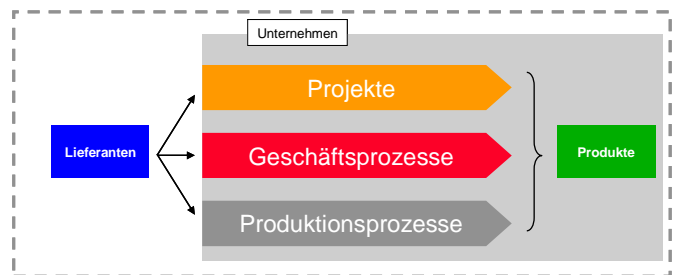 Unternehmen
Projekte
Lieferanten
Geschäftsprozesse
Produkte
Produktionsprozesse